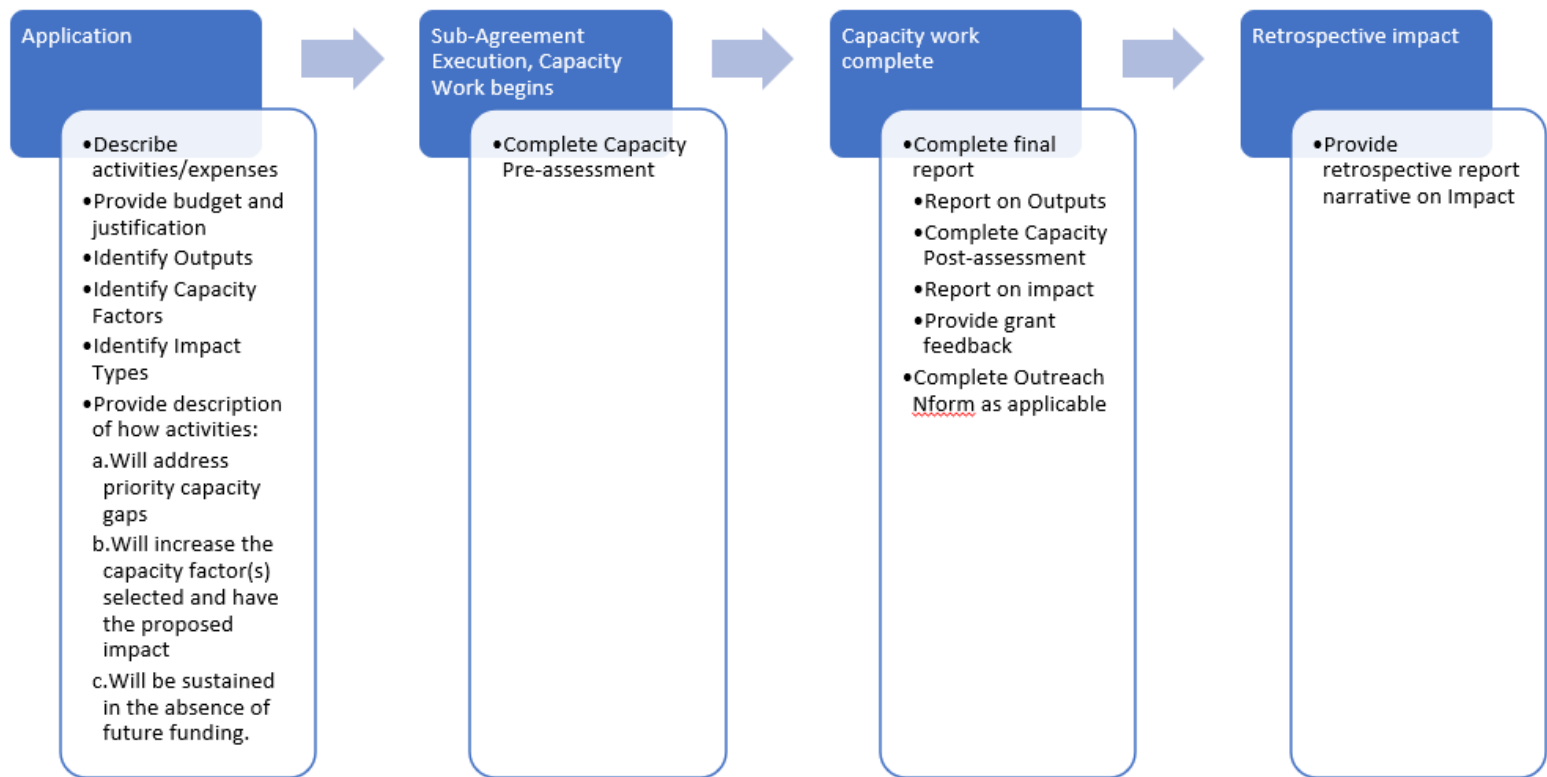 Application
•Describe
activities/expenses
•Provide budget and
justification
•Identify Outputs
•Identify Capacity
Factors
•Identify Impact
Types
•Provide description
of how activities:
a.Will address
priority capacity
gaps
b.Will increase the
capacity factor(s)
selected and have
the proposed
impact
c.Will be sustained
in the absence of
future funding.
Sub-Agreement
Execution, Capacity
Work begins
•Complete Capacity
Pre-assessment
Capacity work
complete
•Complete final
report
•Report on Outputs
•Complete Capacity
Post-assessment
•Report on impact
•Provide grant
feedback
•Complete Outreach
Nform as applicable
Retrospective impact
•Provide
retrospective report
narrative on Impact